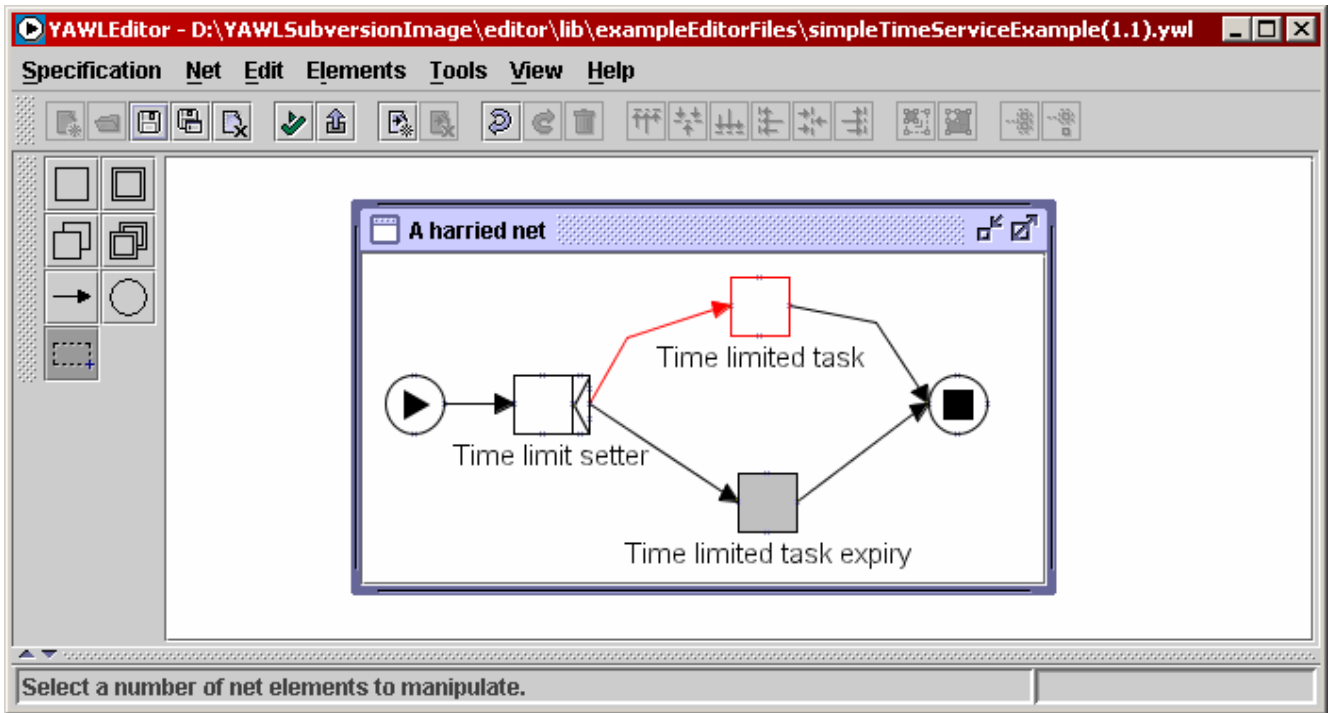 YAWLEditor - D:\YAWLSubversionImage\editor\lib\exampleEditorFiles\simpleTimeServiceExample(1.1).ywl
Specification Net Edit Elements Tools View Help
A harried net
Time limited task
Time limit setter
Time limited task expiry
Select a number of net elements to manipulate.